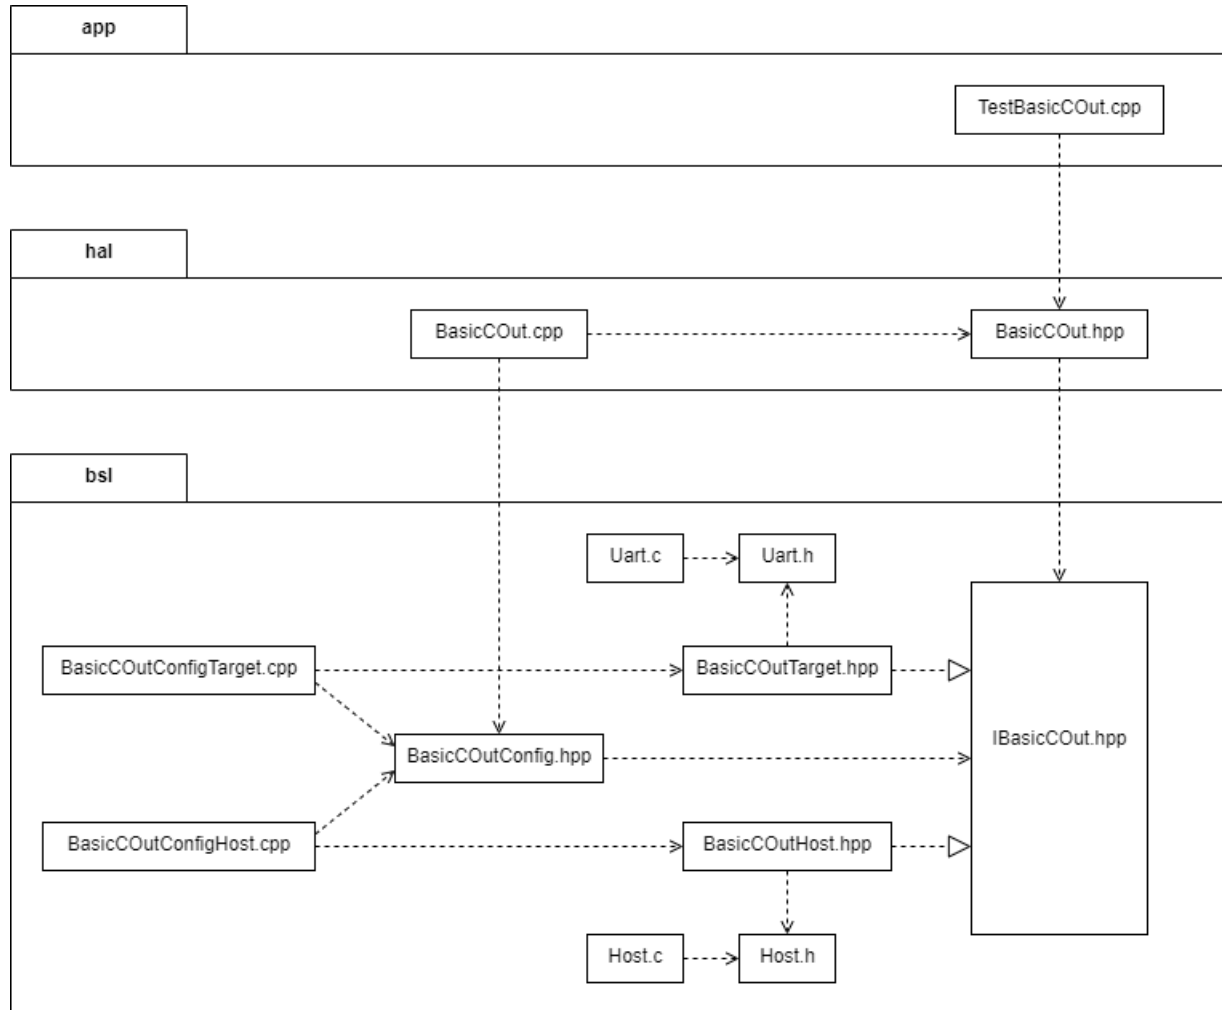 app
TestBasicCOut.cpp
hal
BasicCOut.cpp
BasicCOut.hpp
bsl
Uart.c
Uart.h
BasicCOutConfigTarget.cpp
BasicCOutTarget.hpp
IBasicCOut.hpp
BasicCOutConfig.hpp
BasicCOutConfigHost.cpp
BasicCOutHost.hpp
Host.c
Host.h